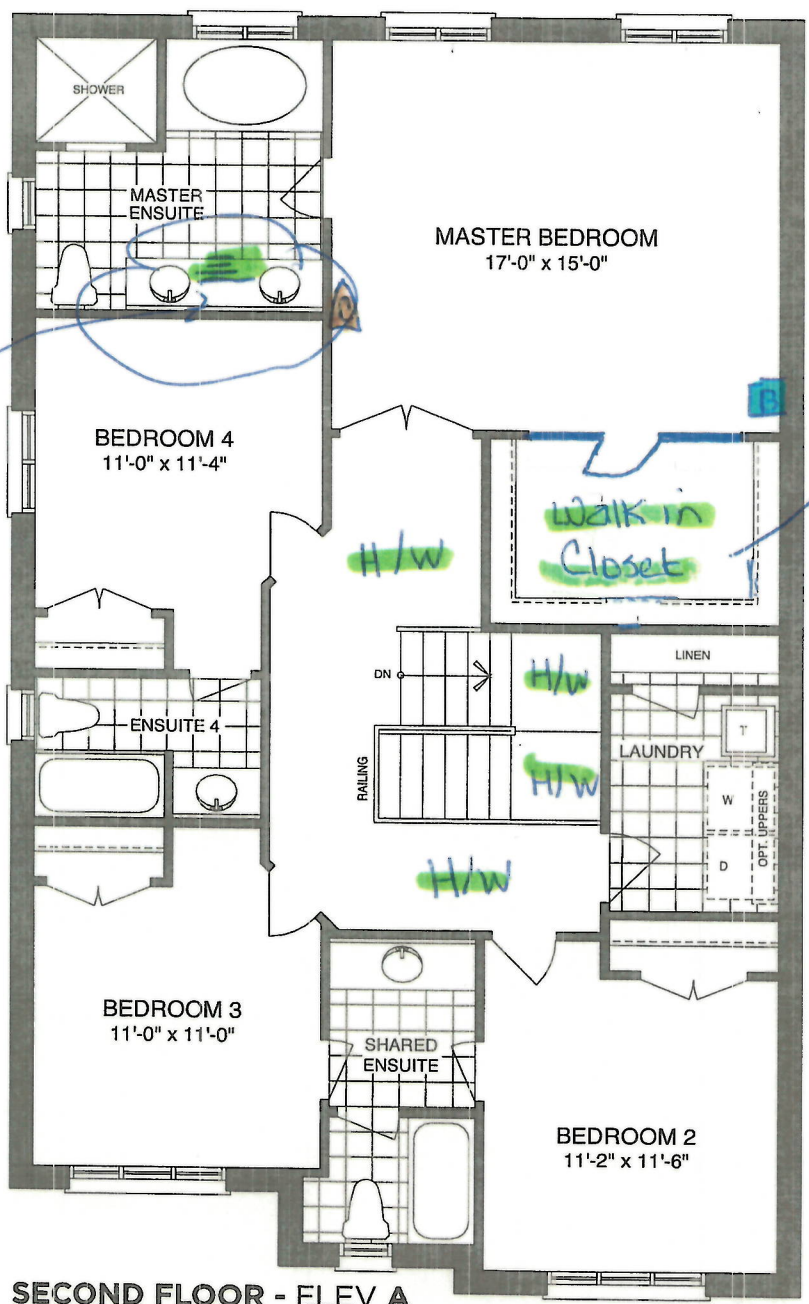 SHOWER
MASTER
ENSUITE
MASTER BEDROOM
17'-0" x 15'-0"
B
BEDROOM 4
11'-0" x 11'-4"
Walk in
Closet
H/W
DN
H/W
LINEN
ENSUITE 4
RAILING
H/W
LAUNDRY
T
W
D
OPT. UPPERS
H/W
BEDROOM 3
11'-0" x 11'-0"
SHARED
ENSUITE
BEDROOM 2
11'-2" x 11'-6"
SECOND FLOOR - ELEV A